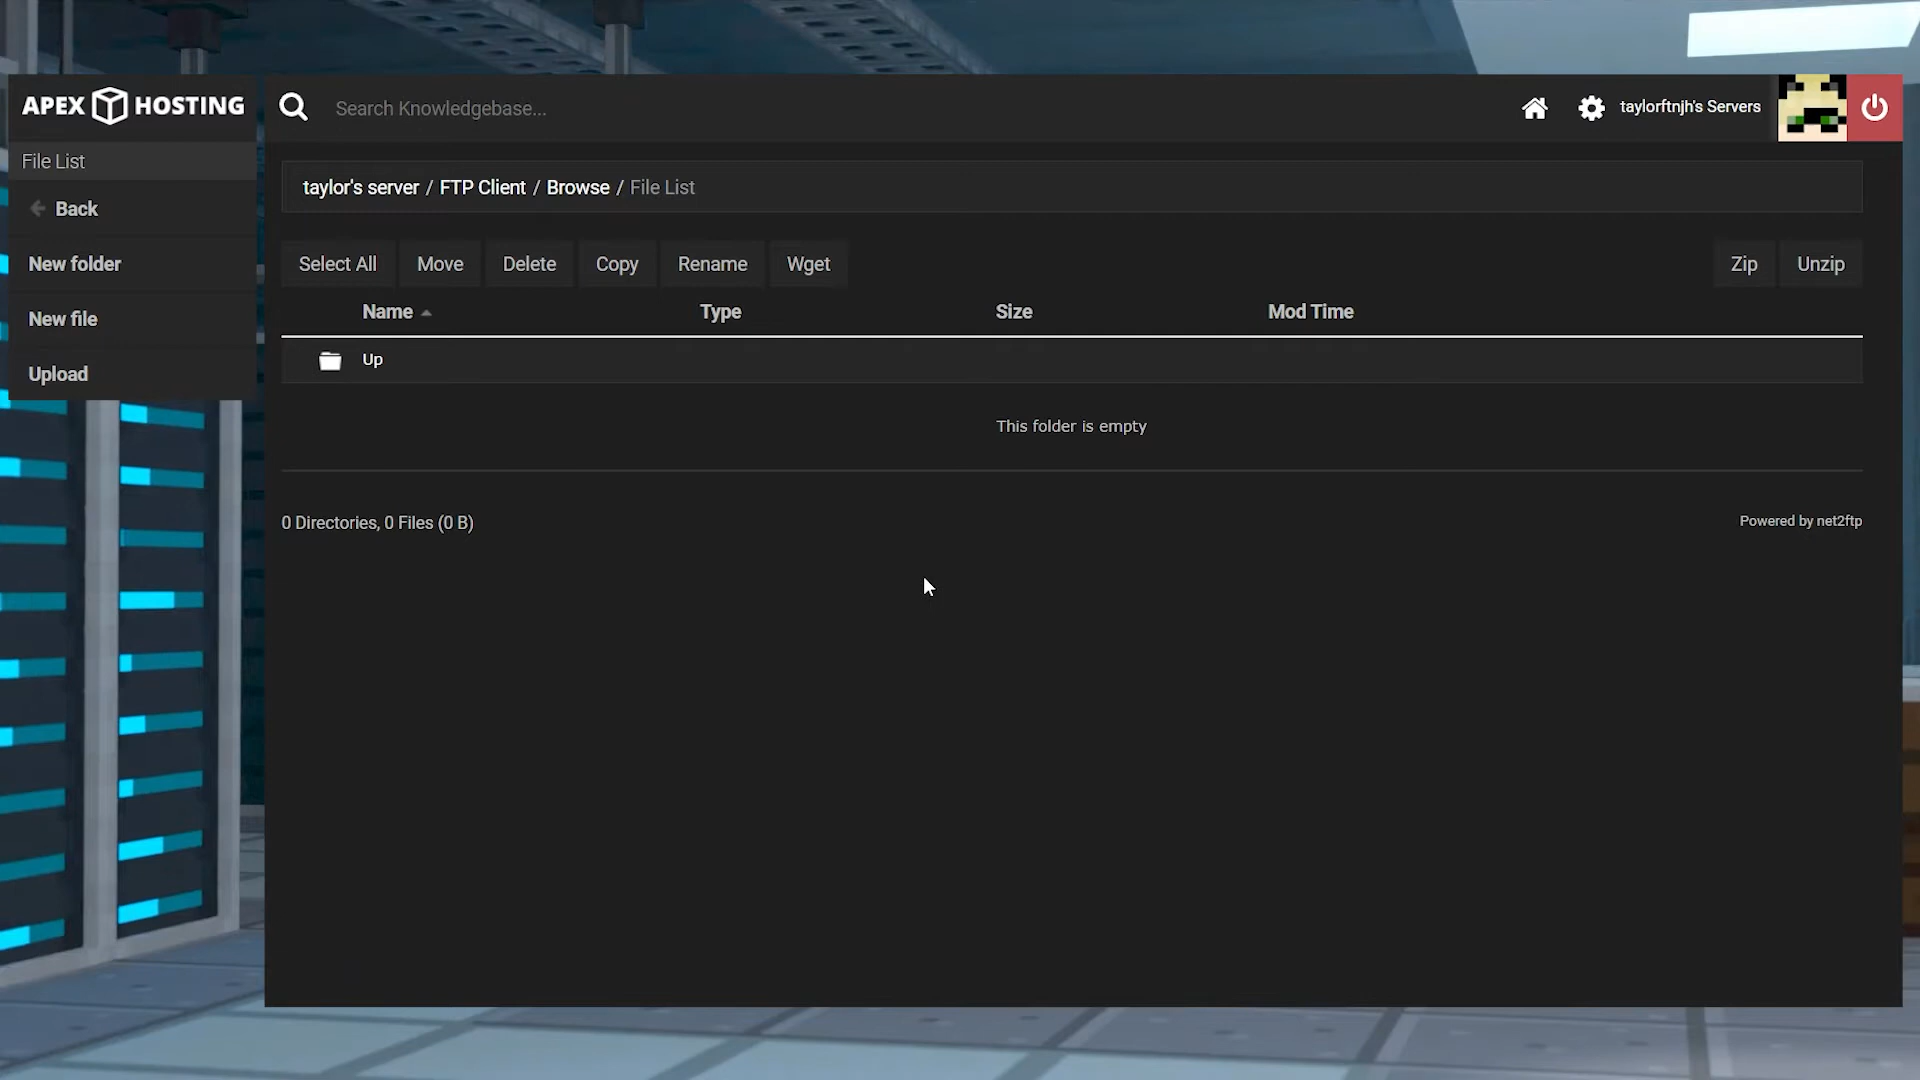 APEX HOSTING
Search Knowledgebase...
taylorftnjh's Servers
File List
Back
New folder
New file
Upload
taylor's server / FTP Client / Browse / File List
Select All Move Delete Copy Rename Wget Zip Unzip
Name Type Size Mod Time
Up
This folder is empty
0 Directories, 0 Files (0 B)
Powered by net2ftp